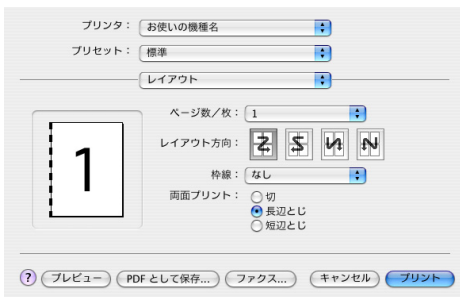 プリンタ： お使いの機種名
プリセット： 標準
レイアウト
ページ数／枚： 1
レイアウト方向：
枠線： なし
両面プリント： 切
長辺とじ
短辺とじ
1
? プレビュー PDF として保存... ファクス... キャンセル プリント